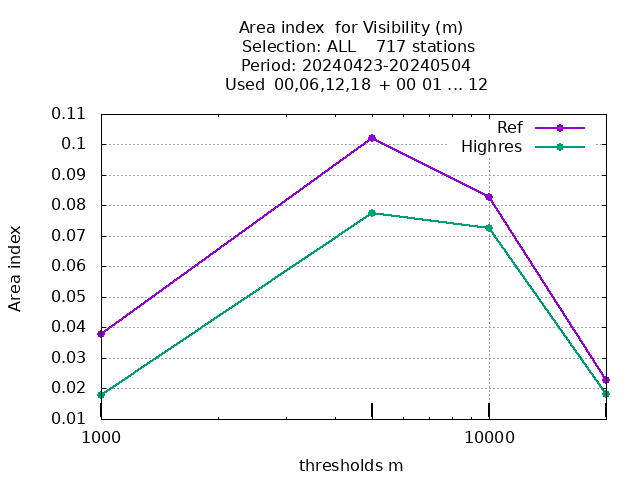 Area index  for Visibility (m)
Selection: ALL    717 stations
Period: 20240423-20240504
Used  00,06,12,18  + 00 01 ... 12
0.11
0.1
0.09
0.08
0.07
0.06
0.05
0.04
0.03
0.02
0.01
Area index
Ref
Highres
1000
10000
thresholds m